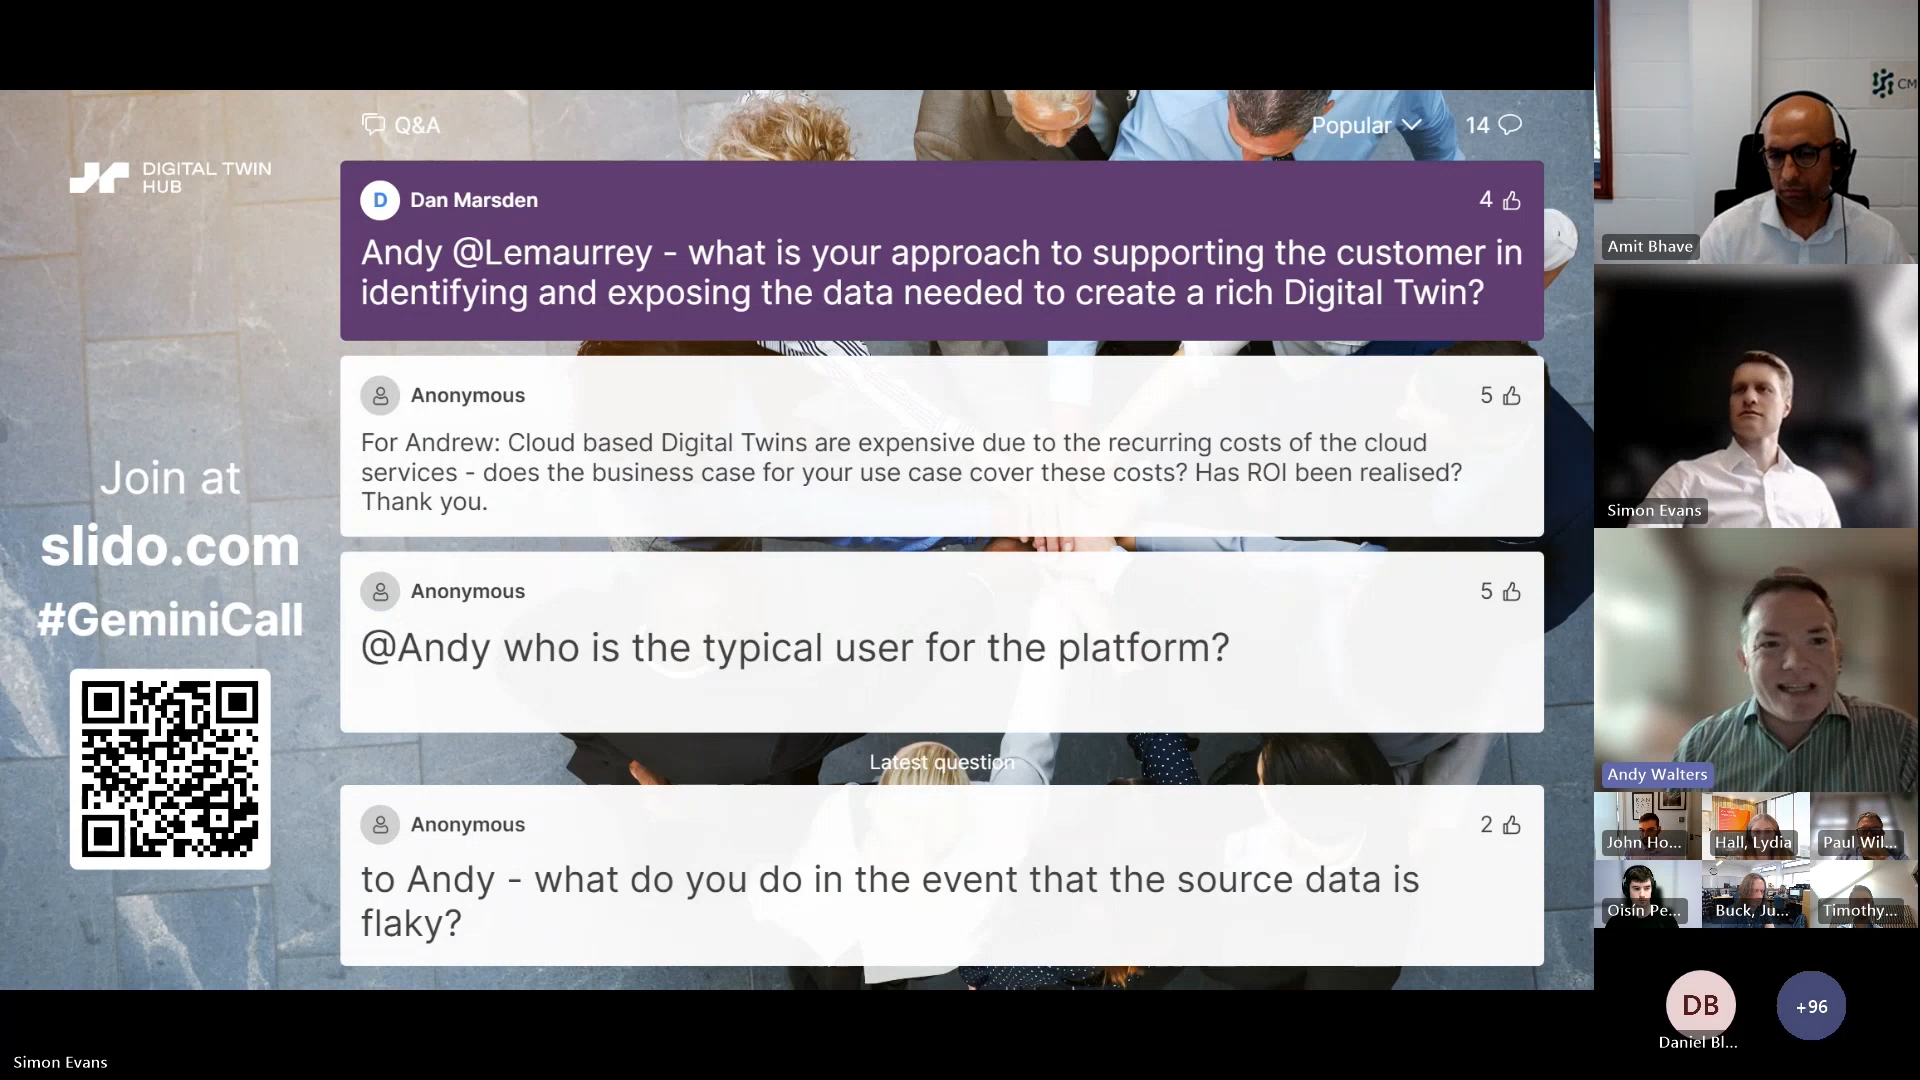 Q&A
Popular
14
DIGITAL TWIN
HUB
D
Dan Marsden
4
Andy @Lemaurrey - what is your approach to supporting the customer in
identifying and exposing the data needed to create a rich Digital Twin?
Anonymous
5
For Andrew: Cloud based Digital Twins are expensive due to the recurring costs of the cloud
services - does the business case for your use case cover these costs? Has ROI been realised?
Thank you.
Anonymous
5
@Andy who is the typical user for the platform?
Latest question
Anonymous
2
to Andy - what do you do in the event that the source data is
flaky?
Join at
slido.com
#GeminiCall
CM
Amit Bhave
Simon Evans
Andy Walters
John Ho...
Hall, Lydia
Paul Wil...
Oisín Pe...
Buck, Ju...
Timothy...
DB
+96
Daniel Bl...
Simon Evans